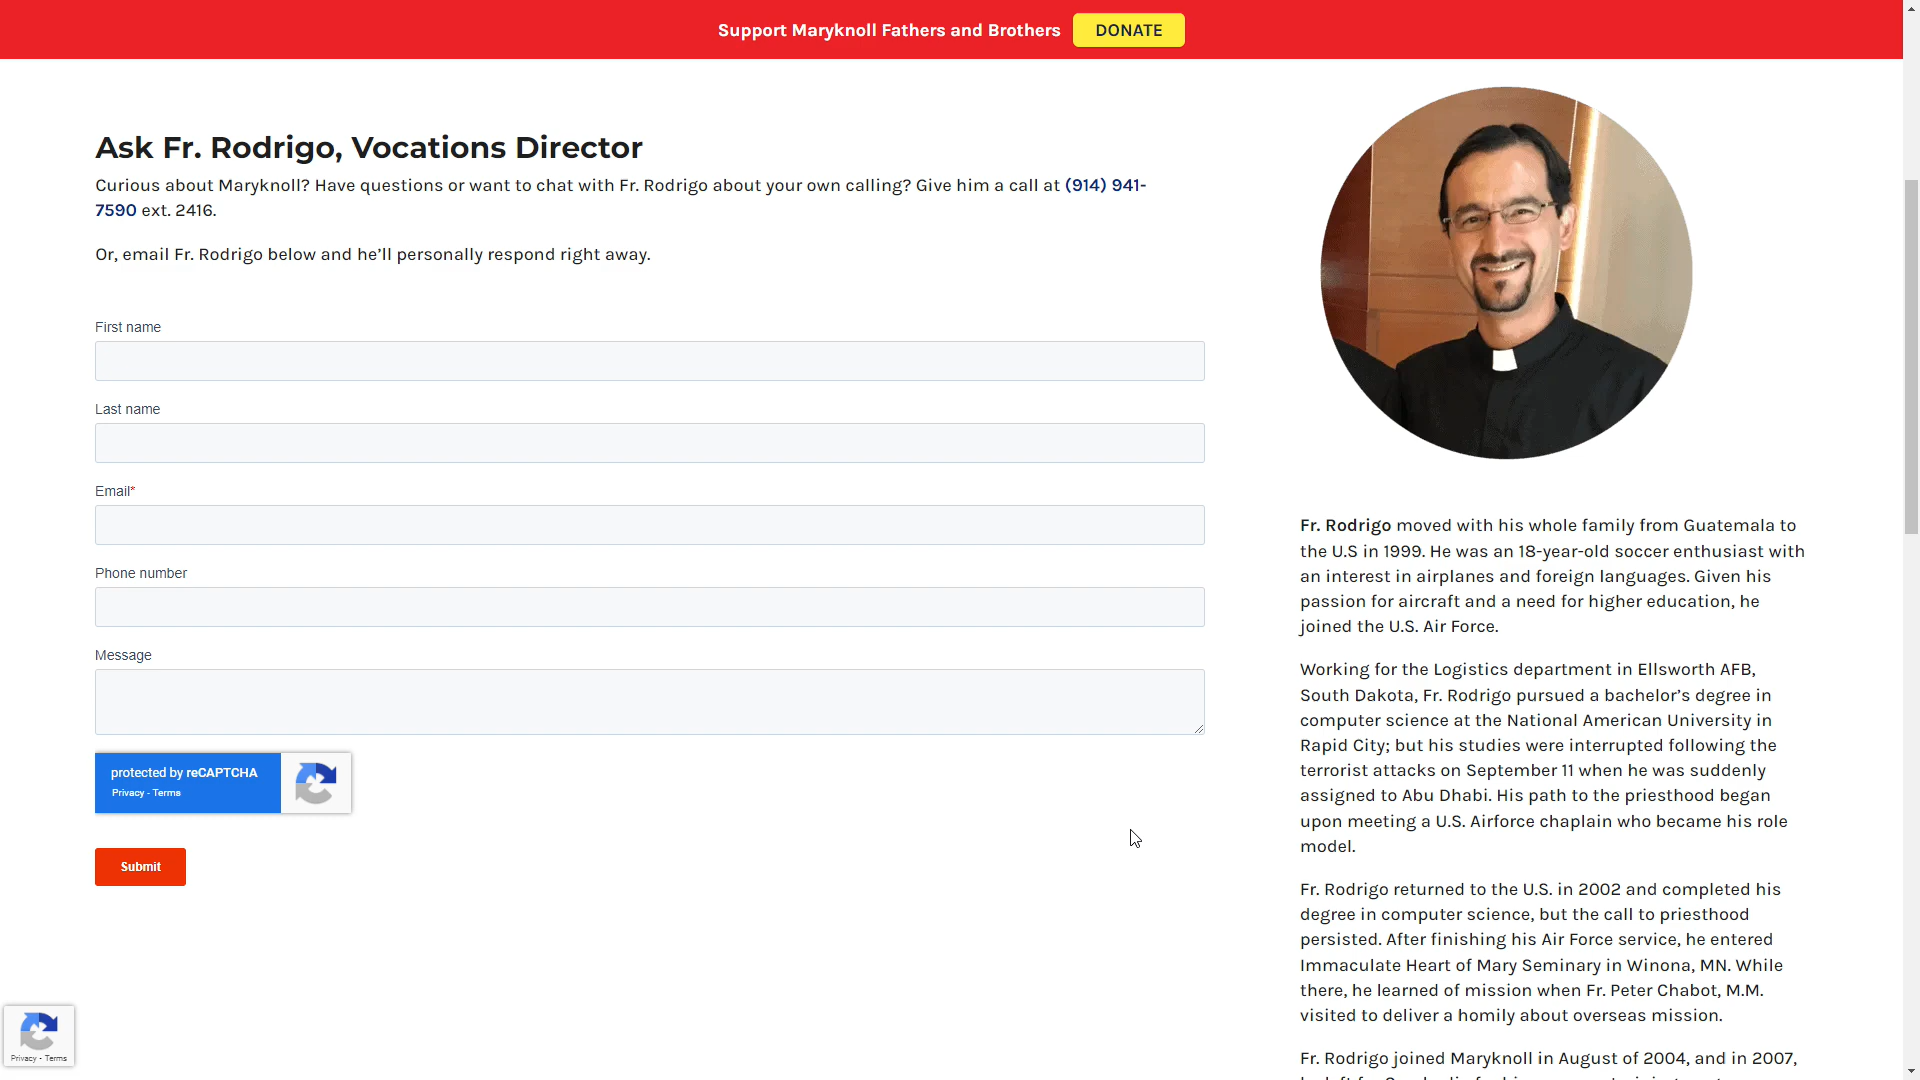 Support Maryknoll Fathers and Brothers DONATE
Ask Fr. Rodrigo, Vocations Director
Curious about Maryknoll? Have questions or want to chat with Fr. Rodrigo about your own calling? Give him a call at (914) 941-
7590 ext. 2416.
Or, email Fr. Rodrigo below and he’ll personally respond right away.
First name
Last name
Email*
Phone number
Message
protected by reCAPTCHA
Privacy - Terms
Submit
Fr. Rodrigo moved with his whole family from Guatemala to
the U.S in 1999. He was an 18-year-old soccer enthusiast with
an interest in airplanes and foreign languages. Given his
passion for aircraft and a need for higher education, he
joined the U.S. Air Force.
Working for the Logistics department in Ellsworth AFB,
South Dakota, Fr. Rodrigo pursued a bachelor’s degree in
computer science at the National American University in
Rapid City; but his studies were interrupted following the
terrorist attacks on September 11 when he was suddenly
assigned to Abu Dhabi. His path to the priesthood began
upon meeting a U.S. Airforce chaplain who became his role
model.
Fr. Rodrigo returned to the U.S. in 2002 and completed his
degree in computer science, but the call to priesthood
persisted. After finishing his Air Force service, he entered
Immaculate Heart of Mary Seminary in Winona, MN. While
there, he learned of mission when Fr. Peter Chabot, M.M.
visited to deliver a homily about overseas mission.
Fr. Rodrigo joined Maryknoll in August of 2004, and in 2007,
Privacy - Terms